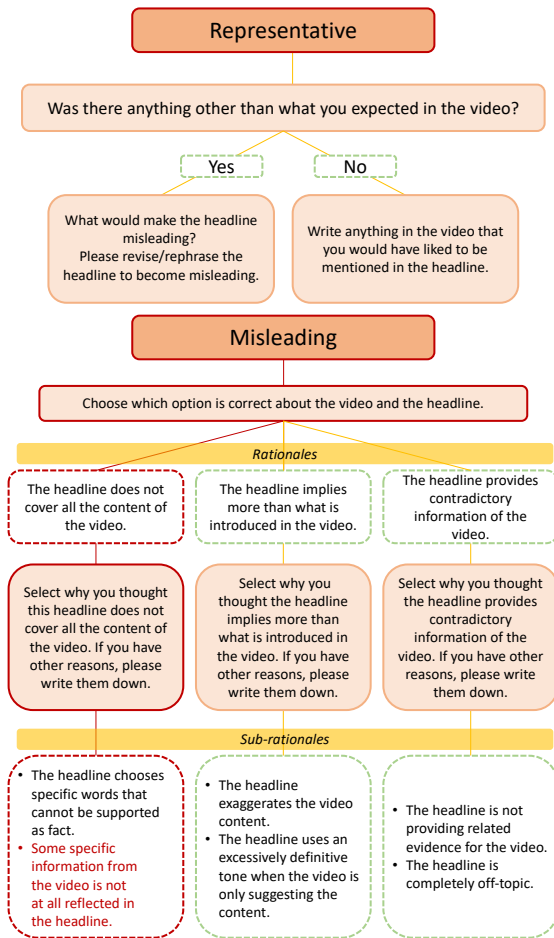 Representative
Was there anything other than what you expected in the video?
Yes
No
What would make the headline
misleading?
Please revise/rephrase the
headline to become misleading.
Write anything in the video that
you would have liked to be
mentioned in the headline.
Misleading
Choose which option is correct about the video and the headline.
Rationales
The headline does not
cover all the content of
the video.
The headline implies
more than what is
introduced in the video.
The headline provides
contradictory
information of the
video.
Select why you thought
this headline does not
cover all the content of
the video. If you have
other reasons, please
write them down.
Select why you
thought the headline
implies more than
what is introduced in
the video. If you have
other reasons, please
write them down.
Select why you thought
the headline provides
contradictory
information of the
video. If you have other
reasons, please
write them down.
Sub-rationales
• The headline chooses
specific words that
cannot be supported
as fact.
• Some specific
information from
the video is not
at all reflected in
the headline.
• The headline
exaggerates the video
content.
• The headline uses an
excessively definitive
tone when the video is
only suggesting the
content.
• The headline is not
providing related
evidence for the video.
• The headline is
completely off-topic.